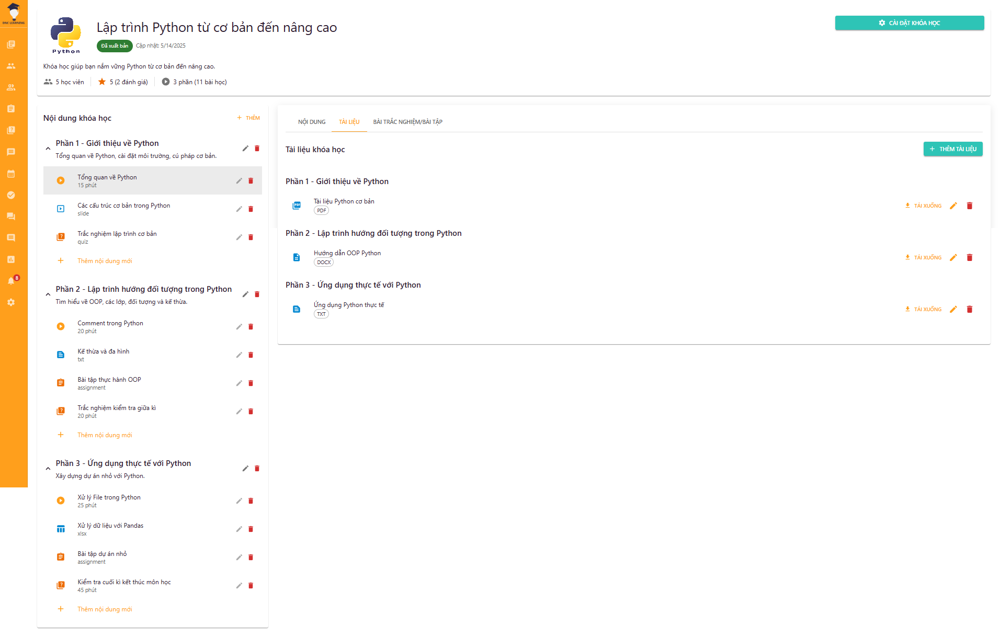 DNC LEARNING
8
Python
Lập trình Python từ cơ bản đến nâng cao
Đã xuất bản
Cập nhật: 5/14/2025
CÀI ĐẶT KHÓA HỌC
Khóa học giúp bạn nắm vững Python từ cơ bản đến nâng cao.
5 học viên
5 (2 đánh giá)
3 phần (11 bài học)
Nội dung khóa học
THÊM
Phần 1 - Giới thiệu về Python
Tổng quan về Python, cài đặt môi trường, cú pháp cơ bản.
Tổng quan về Python
15 phút
Các cấu trúc cơ bản trong Python
slide
Trắc nghiệm lập trình cơ bản
quiz
Thêm nội dung mới
Phần 2 - Lập trình hướng đối tượng trong Python
Tìm hiểu về OOP, các lớp, đối tượng và kế thừa.
Comment trong Python
20 phút
Kế thừa và đa hình
txt
Bài tập thực hành OOP
assignment
Trắc nghiệm kiểm tra giữa kì
20 phút
Thêm nội dung mới
Phần 3 - Ứng dụng thực tế với Python
Xây dựng dự án nhỏ với Python.
Xử lý File trong Python
25 phút
Xử lý dữ liệu với Pandas
xlsx
Bài tập dự án nhỏ
assignment
Kiểm tra cuối kì kết thúc môn học
45 phút
Thêm nội dung mới
NỘI DUNG
TÀI LIỆU
BÀI TRẮC NGHIỆM/BÀI TẬP
Tài liệu khóa học
THÊM TÀI LIỆU
Phần 1 - Giới thiệu về Python
PDF
Tài liệu Python cơ bản
PDF
TẢI XUỐNG
Phần 2 - Lập trình hướng đối tượng trong Python
Hướng dẫn OOP Python
DOCX
TẢI XUỐNG
Phần 3 - Ứng dụng thực tế với Python
Ứng dụng Python thực tế
TXT
TẢI XUỐNG